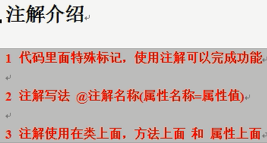 注解介绍
1 代码里面特殊标记，使用注解可以完成功能
2 注解写法 @注解名称(属性名称=属性值)
3 注解使用在类上面，方法上面 和 属性上面